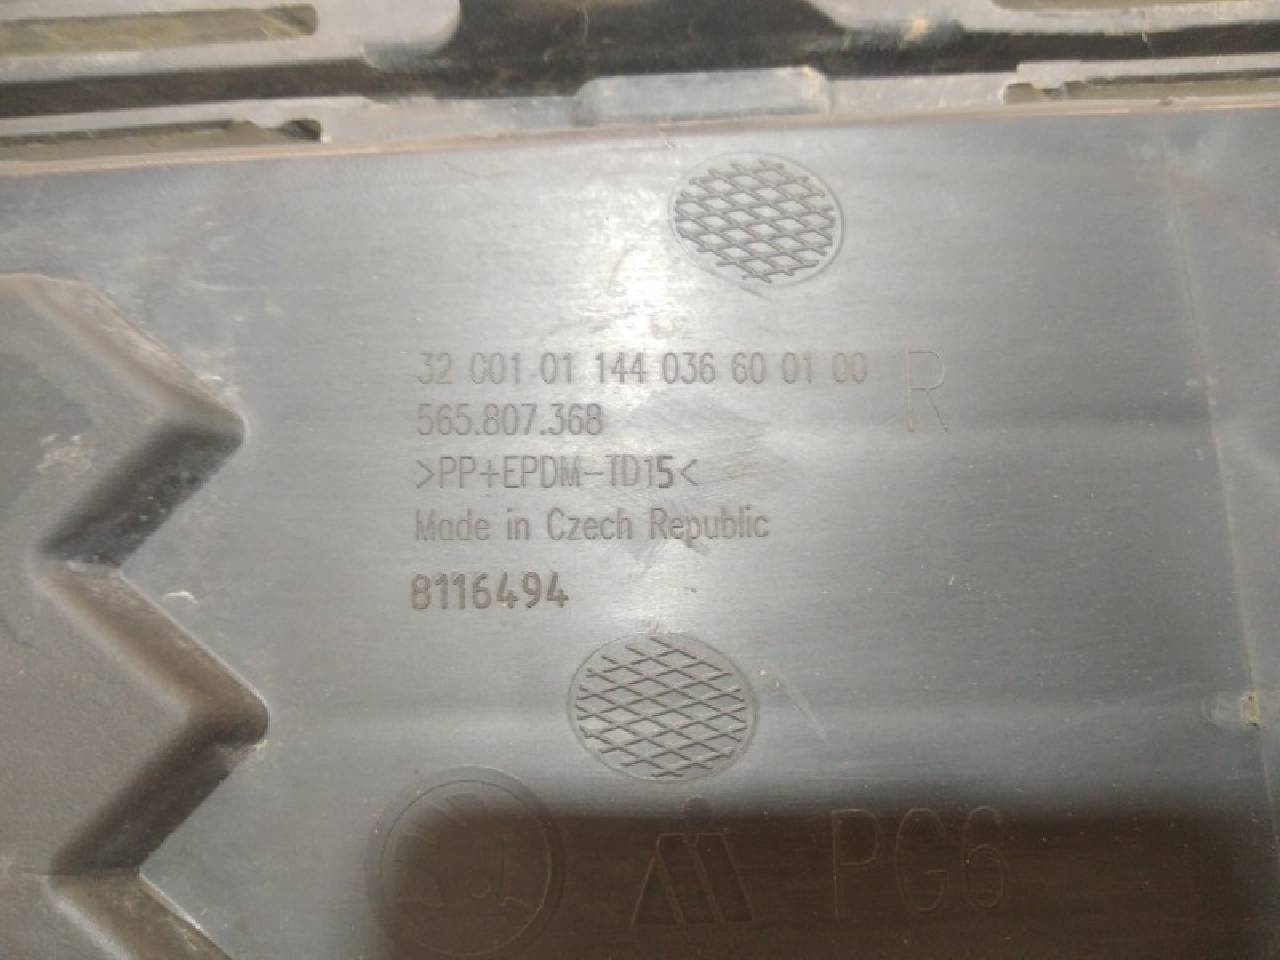 32 001 01 144 036 60 01 00 R
565.807.368
>PP+EPDM-TD15<
Made in Czech Republic
8116494
PG6